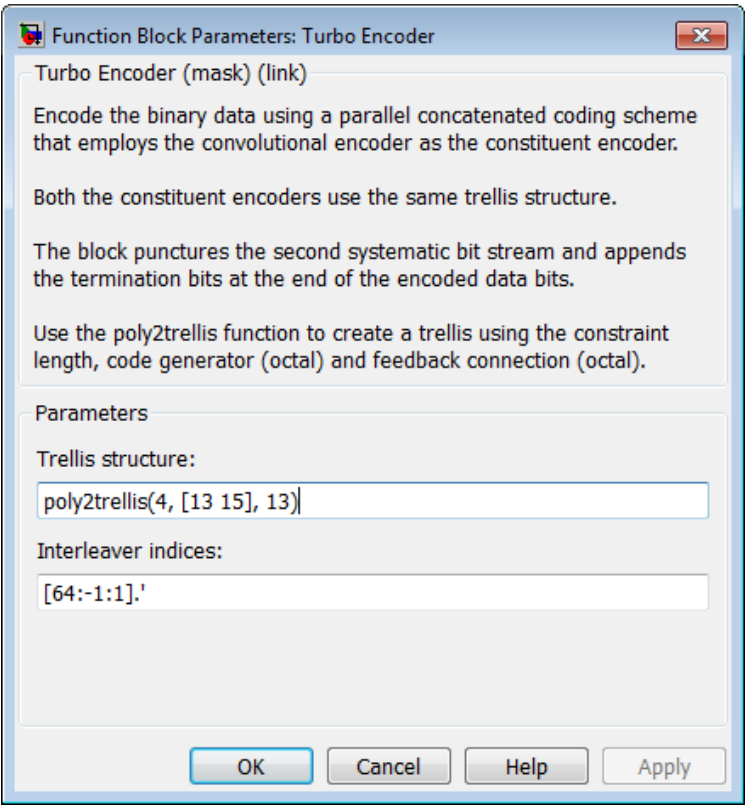 Function Block Parameters: Turbo Encoder
Turbo Encoder (mask) (link)
Encode the binary data using a parallel concatenated coding scheme
that employs the convolutional encoder as the constituent encoder.
Both the constituent encoders use the same trellis structure.
The block punctures the second systematic bit stream and appends
the termination bits at the end of the encoded data bits.
Use the poly2trellis function to create a trellis using the constraint
length, code generator (octal) and feedback connection (octal).
Parameters
Trellis structure:
poly2trellis(4, [13 15], 13)
Interleaver indices:
[64:-1:1].'
OK Cancel Help Apply